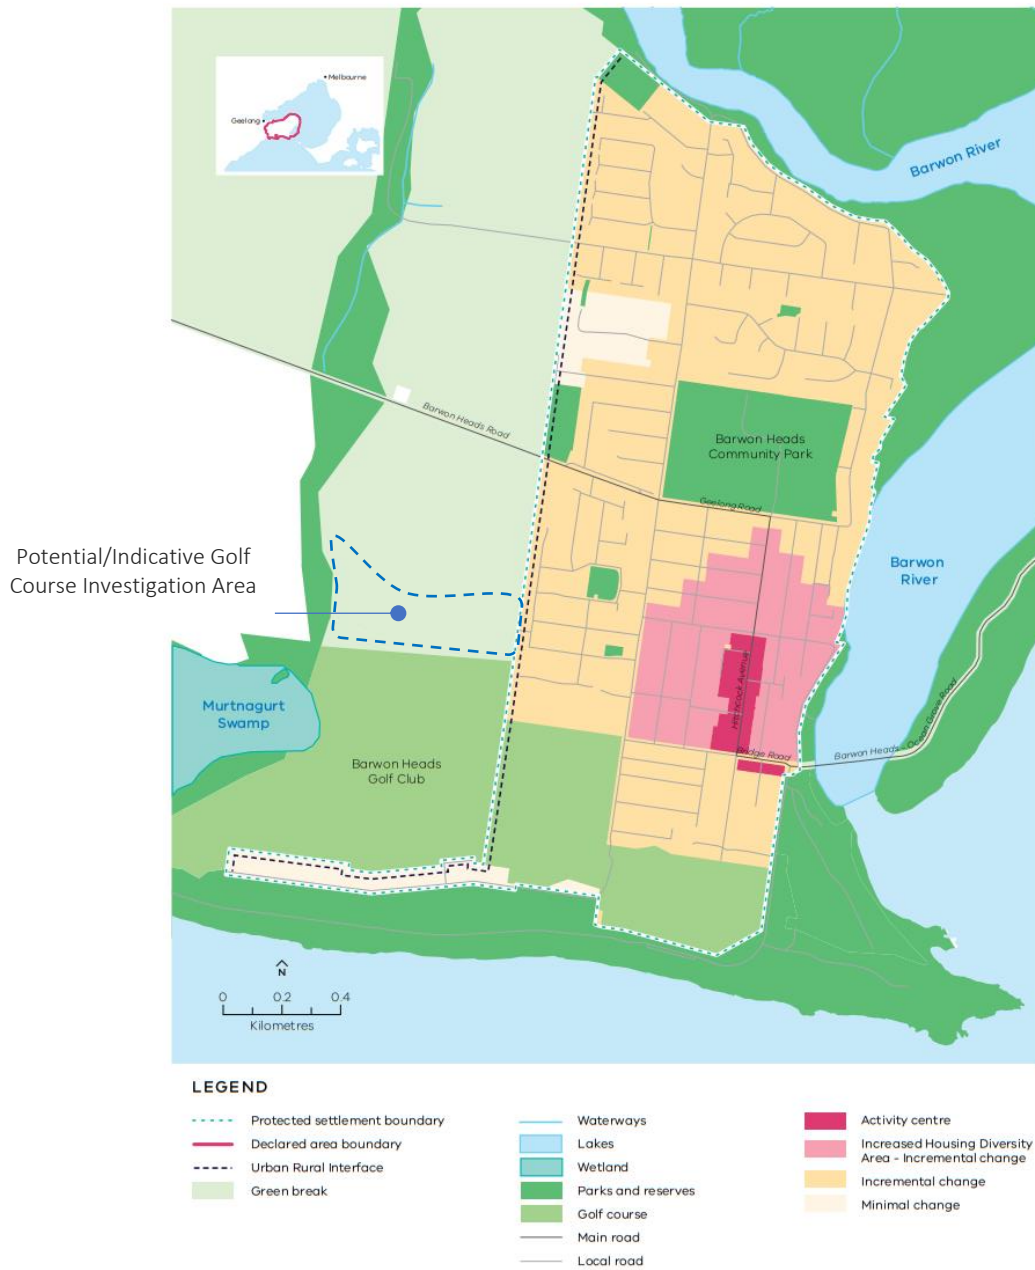 Melbourne
Geelong
Barwon River
Barwon Heads Road
Barwon Heads
Community Park
Geelong Road
Potential/Indicative Golf
Course Investigation Area
Barwon
River
Murtnagurt
Swamp
Hitchcock Avenue
Bridge Road
Barwon Heads - Ocean Grove Road
Barwon Heads
Golf Club
N
0 0.2 0.4
Kilometres
LEGEND
Protected settlement boundary
Declared area boundary
Urban Rural Interface
Green break
Waterways
Lakes
Wetland
Parks and reserves
Golf course
Main road
Local road
Activity centre
Increased Housing Diversity
Area - Incremental change
Incremental change
Minimal change